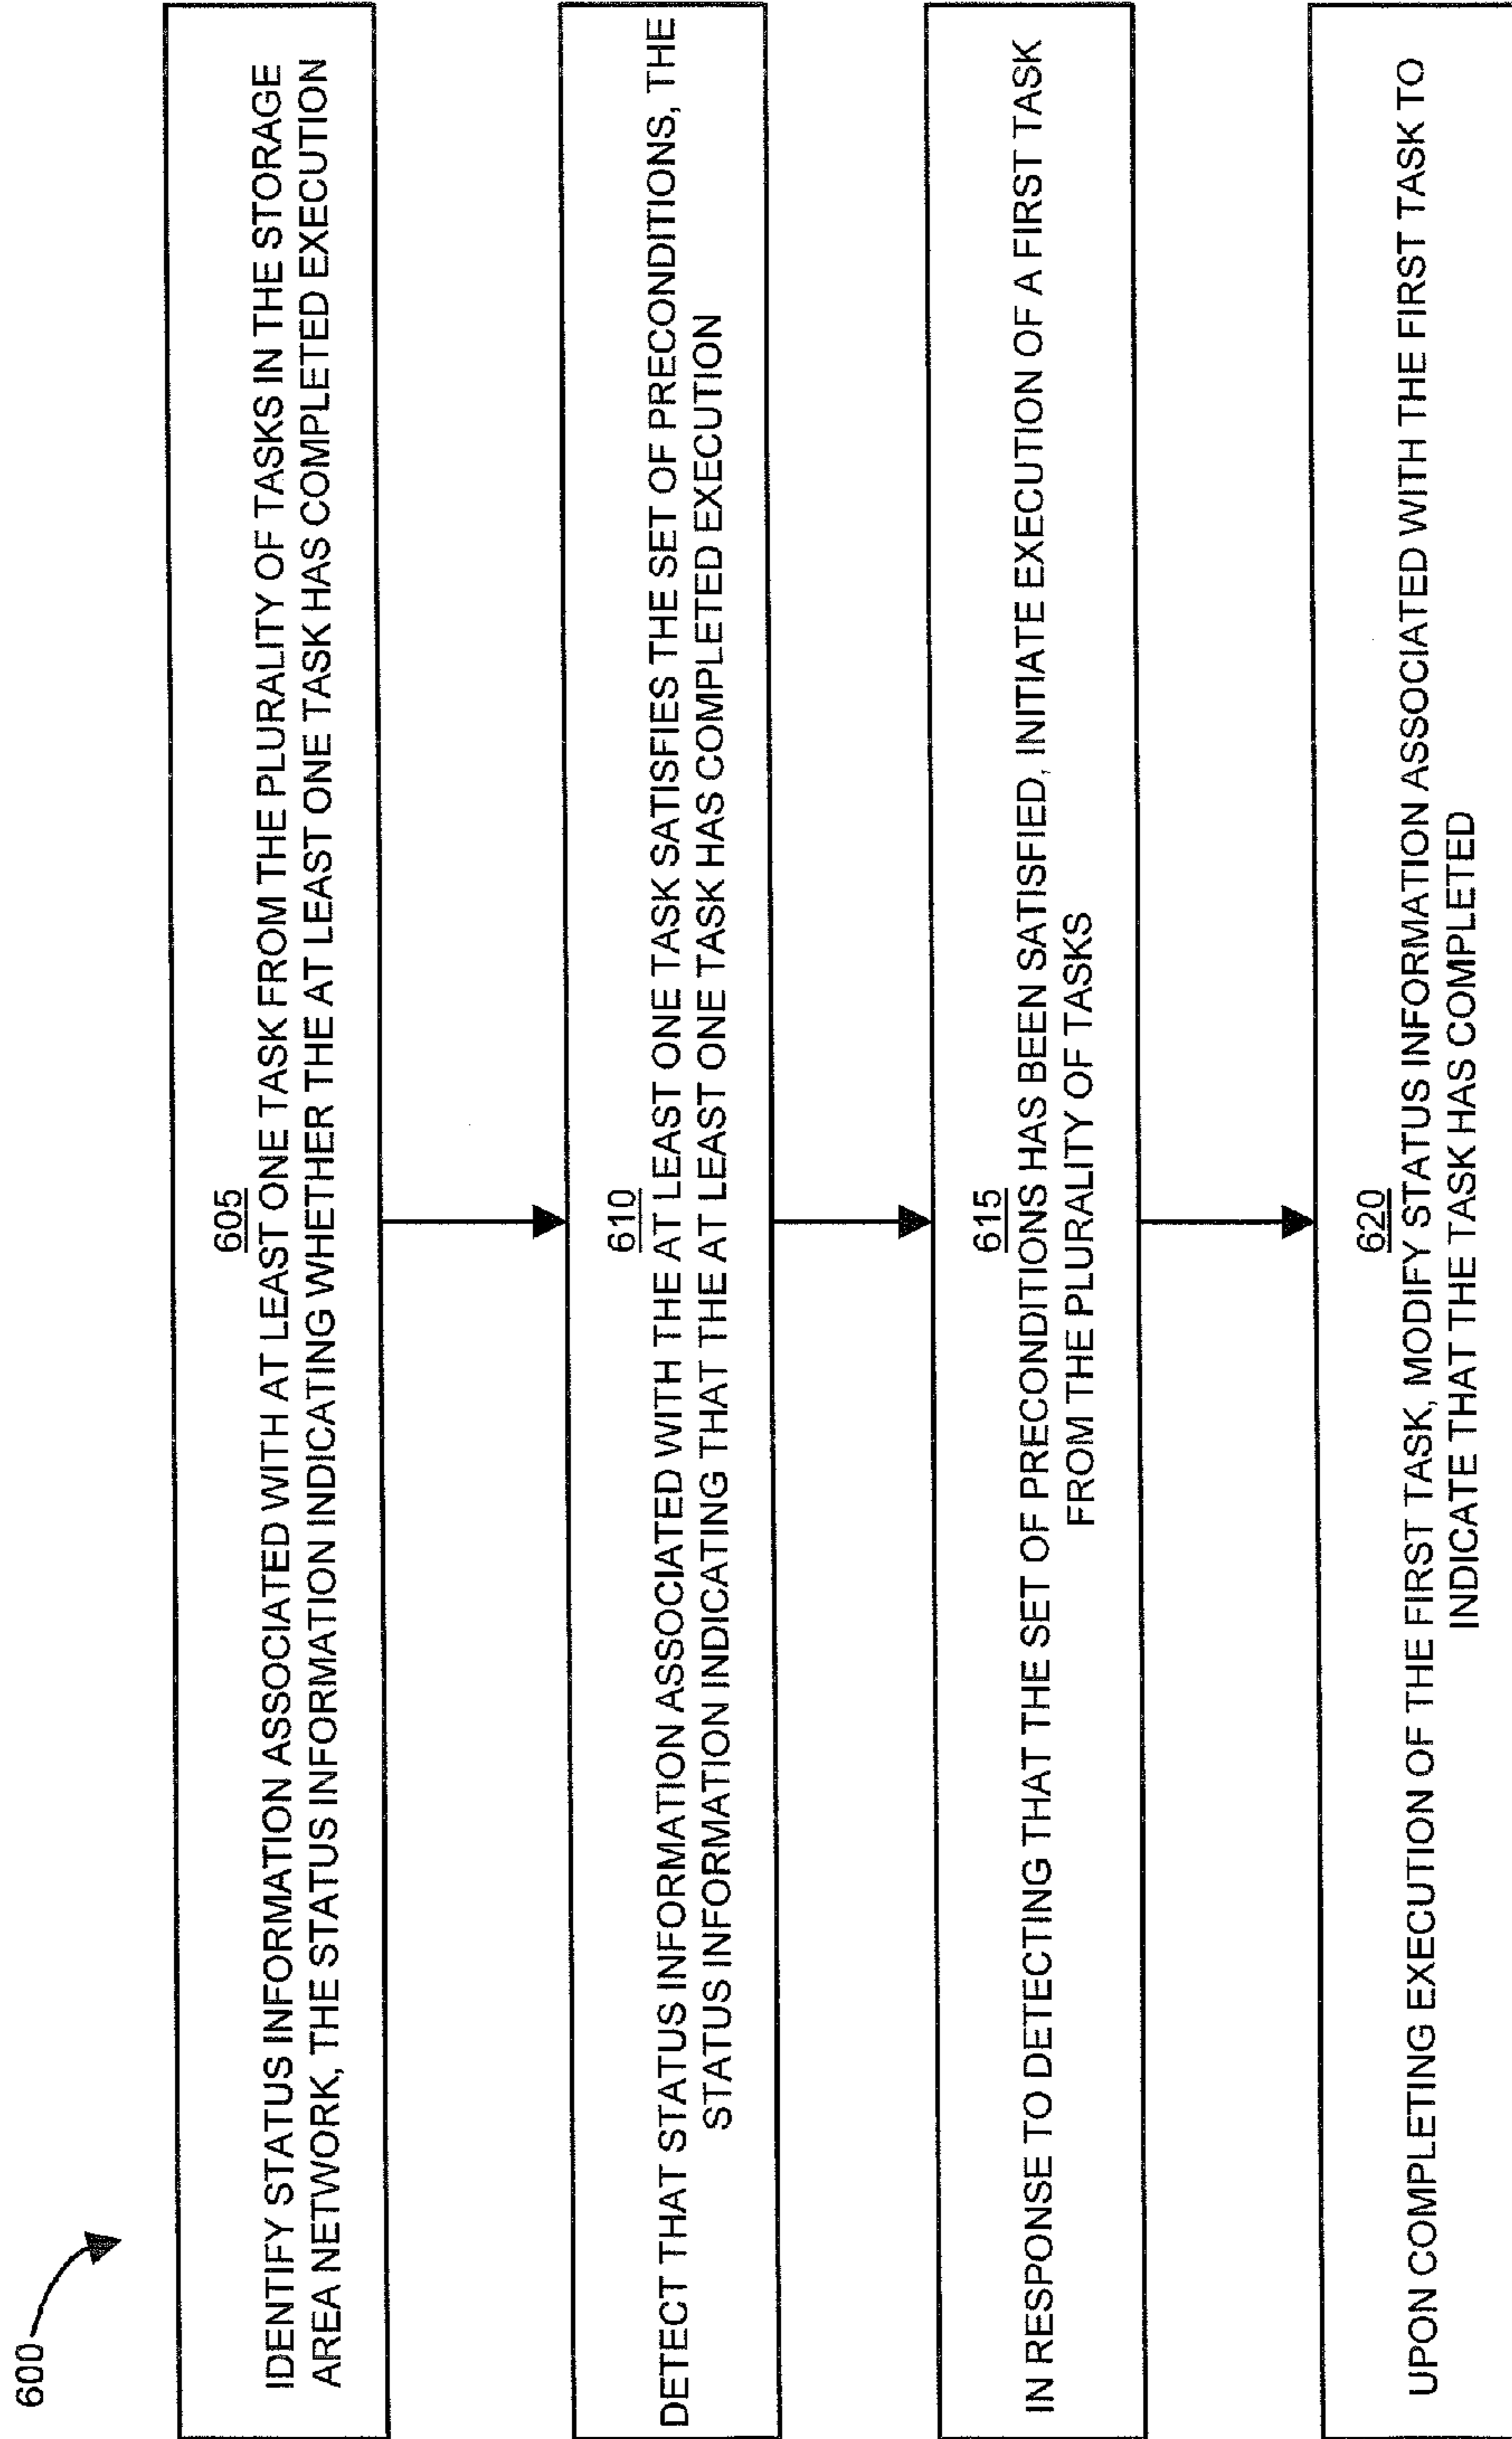 600
605
IDENTIFY STATUS INFORMATION ASSOCIATED WITH AT LEAST ONE TASK FROM THE PLURALITY OF TASKS IN THE STORAGE
AREA NETWORK, THE STATUS INFORMATION INDICATING WHETHER THE AT LEAST ONE TASK HAS COMPLETED EXECUTION
610
DETECT THAT STATUS INFORMATION ASSOCIATED WITH THE AT LEAST ONE TASK SATISFIES THE SET OF PRECONDITIONS, THE
STATUS INFORMATION INDICATING THAT THE AT LEAST ONE TASK HAS COMPLETED EXECUTION
615
IN RESPONSE TO DETECTING THAT THE SET OF PRECONDITIONS HAS BEEN SATISFIED, INITIATE EXECUTION OF A FIRST TASK
FROM THE PLURALITY OF TASKS
620
UPON COMPLETING EXECUTION OF THE FIRST TASK, MODIFY STATUS INFORMATION ASSOCIATED WITH THE FIRST TASK TO
INDICATE THAT THE TASK HAS COMPLETED